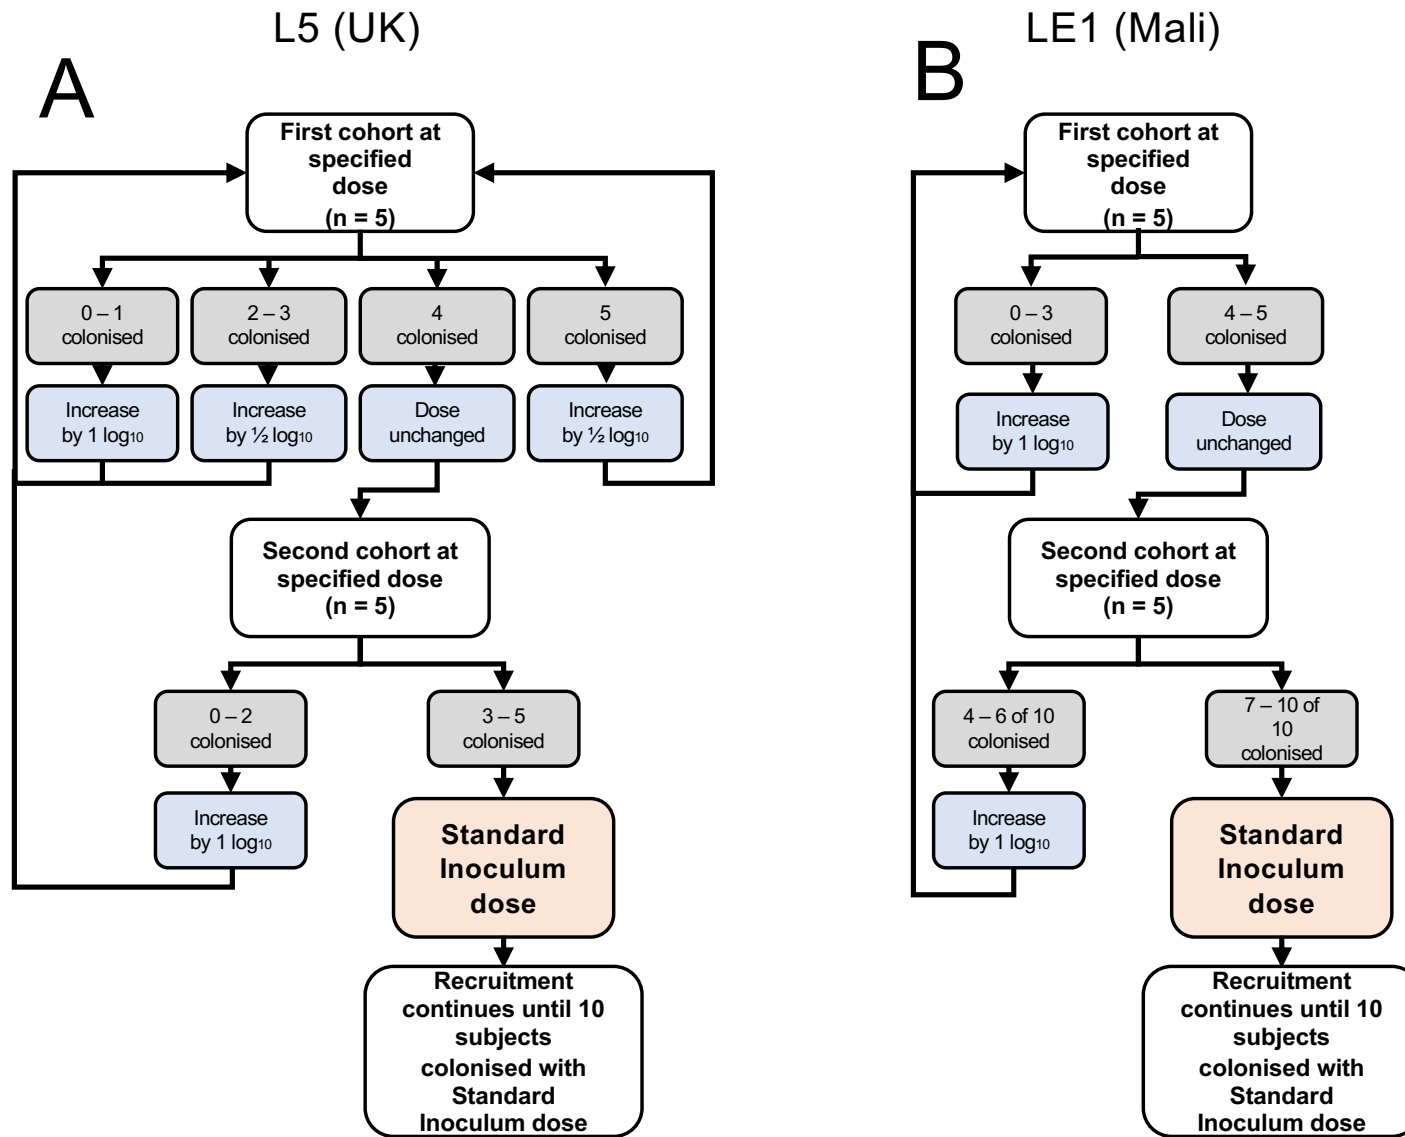 L5 (UK)
A
First cohort at
specified
dose
(n = 5)
0 – 1
colonised
2 – 3
colonised
4
colonised
5
colonised
Increase
by 1 log10
Increase
by ½ log10
Dose
unchanged
Increase
by ½ log10
Second cohort at
specified dose
(n = 5)
0 – 2
colonised
3 – 5
colonised
Increase
by 1 log10
Standard
Inoculum
dose
Recruitment
continues until 10
subjects
colonised with
Standard
Inoculum dose
LE1 (Mali)
B
First cohort at
specified
dose
(n = 5)
0 – 3
colonised
4 – 5
colonised
Increase
by 1 log10
Dose
unchanged
Second cohort at
specified dose
(n = 5)
4 – 6 of 10
colonised
7 – 10 of
10
colonised
Increase
by 1 log10
Standard
Inoculum
dose
Recruitment
continues until 10
subjects
colonised with
Standard
Inoculum dose